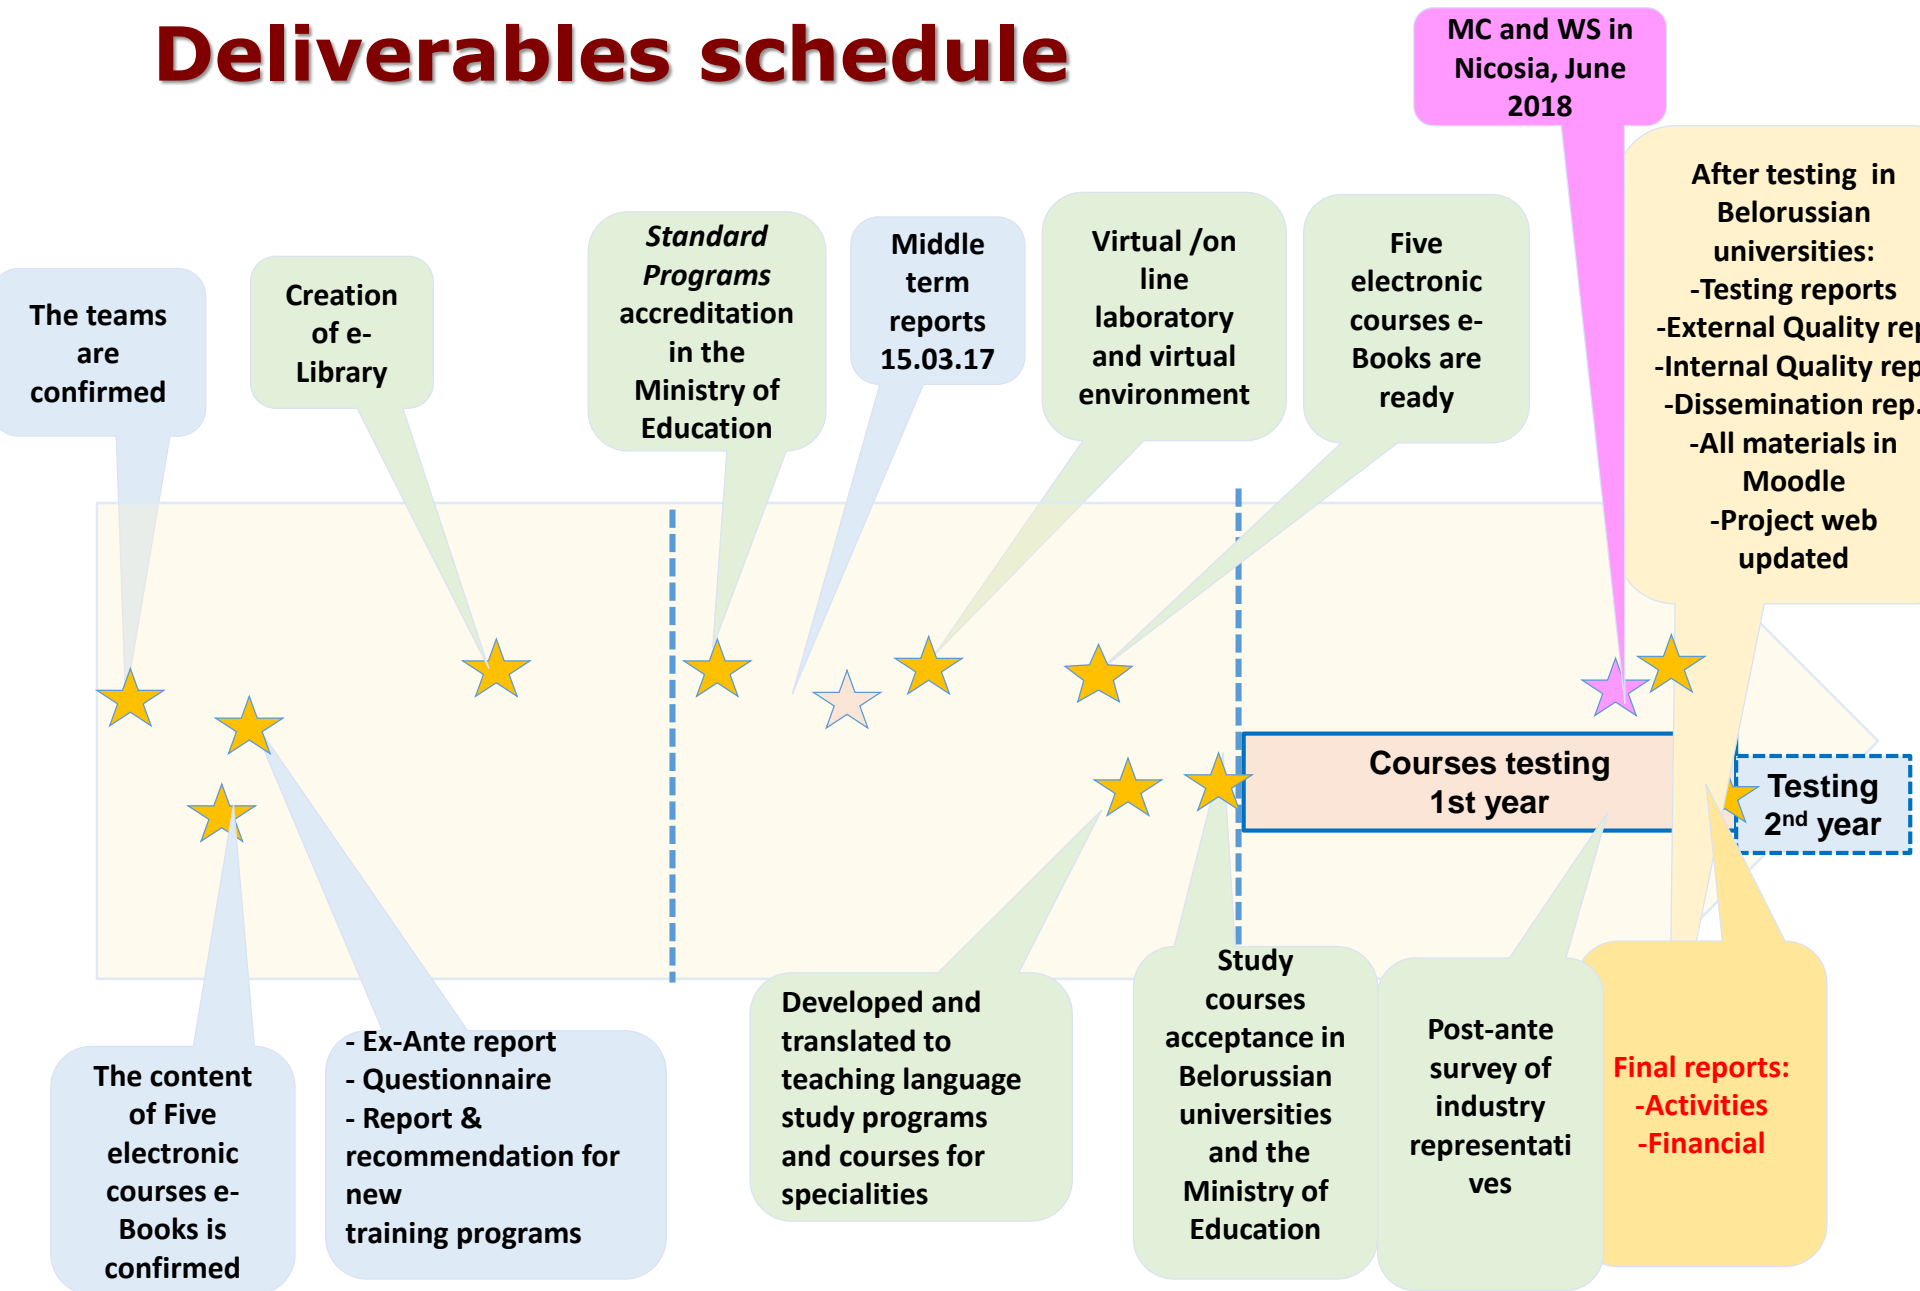 Deliverables schedule
MC and WS in
Nicosia, June
2018
The teams
are
confirmed
Creation
of e-
Library
Standard
Programs
accreditation
in the
Ministry of
Education
Middle
term
reports
15.03.17
Virtual /on
line
laboratory
and virtual
environment
Five
electronic
courses e-
Books are
ready
After testing in
Belorussian
universities:
-Testing reports
-External Quality rep
-Internal Quality rep
-Dissemination rep.
-All materials in
Moodle
-Project web
updated
Courses testing
1st year
Testing
2nd year
The content
of Five
electronic
courses e-
Books is
confirmed
- Ex-Ante report
- Questionnaire
- Report &
recommendation for
new
training programs
Developed and
translated to
teaching language
study programs
and courses for
specialities
Study
courses
acceptance in
Belorussian
universities
and the
Ministry of
Education
Post-ante
survey of
industry
representati
ves
Final reports:
-Activities
-Financial